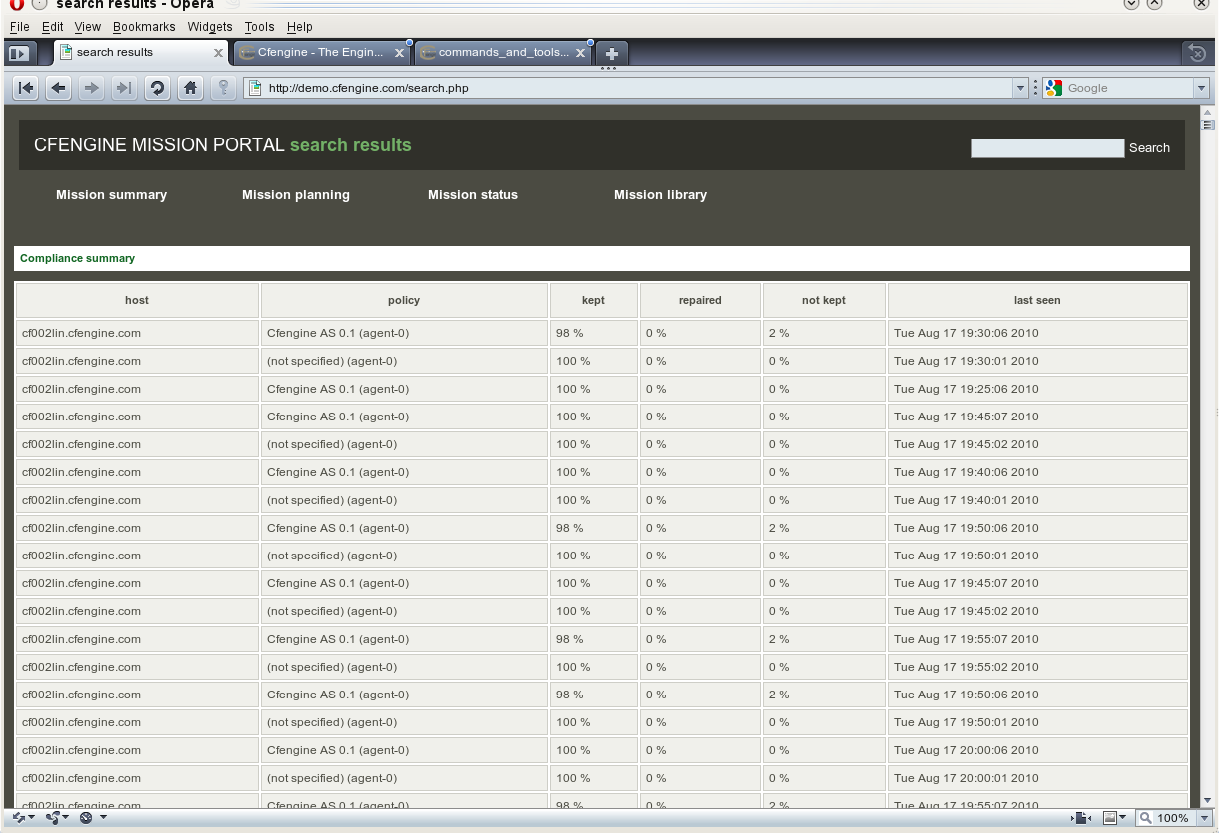 search results - Opera
File Edit View Bookmarks Widgets Tools Help
search results x Cfengine - The Engin... x commands_and_tools... x
http://demo.cfengine.com/search.php Google
CFENGINE MISSION PORTAL search results Search
Mission summary Mission planning Mission status Mission library
Compliance summary
host policy kept repaired not kept last seen
cf002lin.cfengine.com Cfengine AS 0.1 (agent-0) 98 % 0 % 2 % Tue Aug 17 19:30:06 2010
cf002lin.cfengine.com (not specified) (agent-0) 100 % 0 % 0 % Tue Aug 17 19:30:01 2010
cf002lin.cfengine.com Cfengine AS 0.1 (agent-0) 100 % 0 % 0 % Tue Aug 17 19:25:06 2010
cf002lin.cfengine.com Cfengine AS 0.1 (agent-0) 100 % 0 % 0 % Tue Aug 17 19:45:07 2010
cf002lin.cfengine.com (not specified) (agent-0) 100 % 0 % 0 % Tue Aug 17 19:45:02 2010
cf002lin.cfengine.com Cfengine AS 0.1 (agent-0) 100 % 0 % 0 % Tue Aug 17 19:40:06 2010
cf002lin.cfengine.com (not specified) (agent-0) 100 % 0 % 0 % Tue Aug 17 19:40:01 2010
cf002lin.cfengine.com Cfengine AS 0.1 (agent-0) 98 % 0 % 2 % Tue Aug 17 19:50:06 2010
cf002lin.cfengine.com (not specified) (agent-0) 100 % 0 % 0 % Tue Aug 17 19:50:01 2010
cf002lin.cfengine.com Cfengine AS 0.1 (agent-0) 100 % 0 % 0 % Tue Aug 17 19:45:07 2010
cf002lin.cfengine.com (not specified) (agent-0) 100 % 0 % 0 % Tue Aug 17 19:45:02 2010
cf002lin.cfengine.com Cfengine AS 0.1 (agent-0) 98 % 0 % 2 % Tue Aug 17 19:55:07 2010
cf002lin.cfengine.com (not specified) (agent-0) 100 % 0 % 0 % Tue Aug 17 19:55:02 2010
cf002lin.cfengine.com Cfengine AS 0.1 (agent-0) 98 % 0 % 2 % Tue Aug 17 19:50:06 2010
cf002lin.cfengine.com (not specified) (agent-0) 100 % 0 % 0 % Tue Aug 17 19:50:01 2010
cf002lin.cfengine.com Cfengine AS 0.1 (agent-0) 100 % 0 % 0 % Tue Aug 17 20:00:06 2010
cf002lin.cfengine.com (not specified) (agent-0) 100 % 0 % 0 % Tue Aug 17 20:00:01 2010
cf002lin.cfengine.com Cfengine AS 0.1 (agent-0) 98 % 0 % 2 % Tue Aug 17 19:55:07 2010
100%